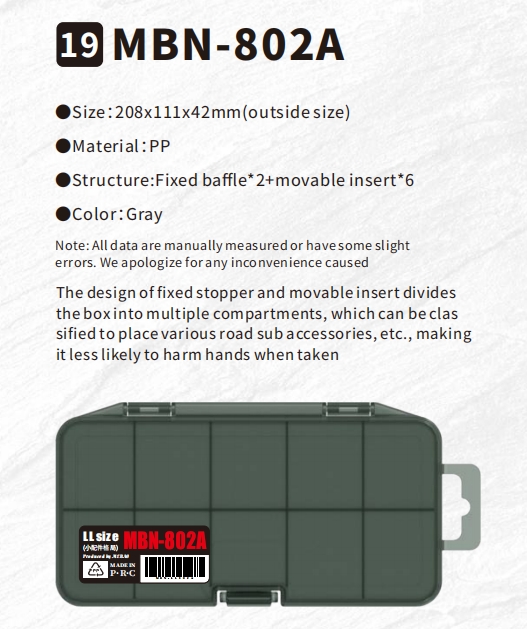 19 MBN-802A
●Size:208x111x42mm(outside size)
●Material:PP
●Structure:Fixed baffle*2+movable insert*6
●Color:Gray
Note: All data are manually measured or have some slight
errors. We apologize for any inconvenience caused
The design of fixed stopper and movable insert divides
the box into multiple compartments, which can be clas
sified to place various road sub accessories, etc., making
it less likely to harm hands when taken
LL size MBN-802A
(小配件格局)
Produced by
MADE IN
P·R·C